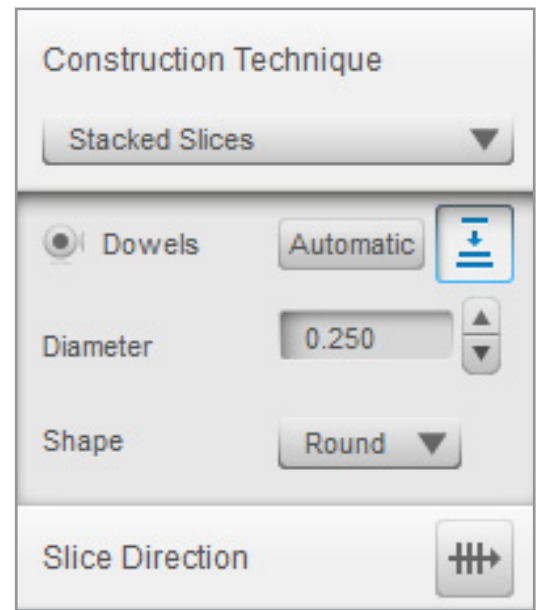 Construction Technique
Stacked Slices
Dowels Automatic
Diameter 0.250
Shape Round
Slice Direction